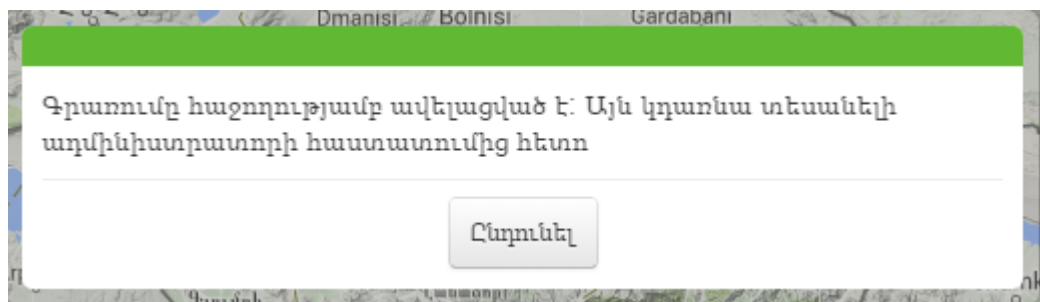 Dmanisi Bolnisi Gardabani
Գրառումը հաջողությամբ ավելացված է: Այն կդառնա տեսանելի
ադմինիստրատորի հաստատումից հետո
Ընդունել